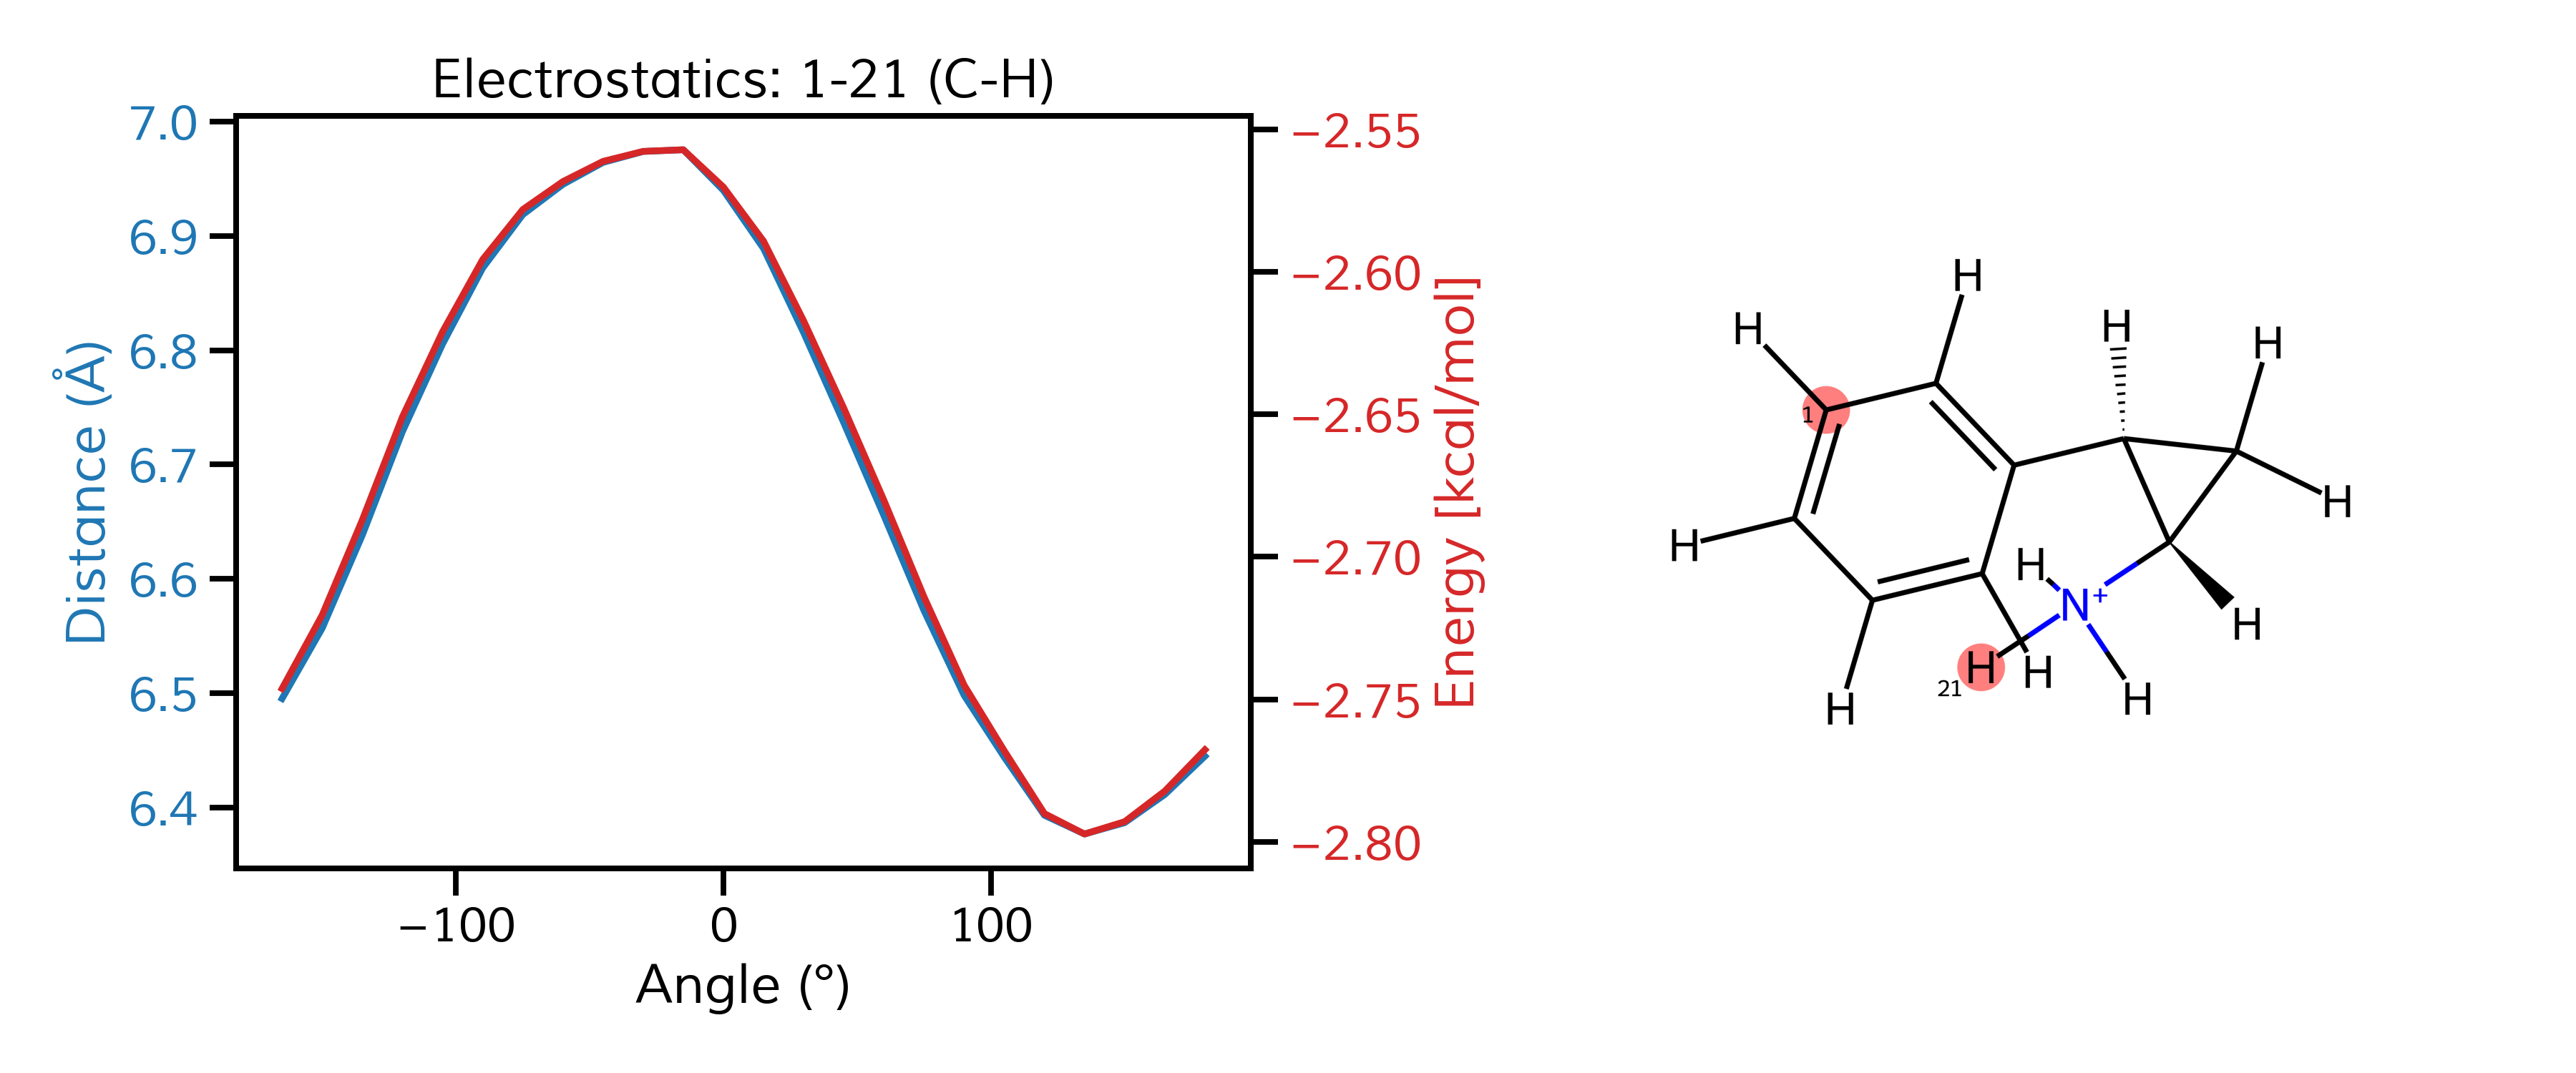 Electrostatics: 1-21 (C-H)
7.0
6.9
6.8
6.7
6.6
6.5
6.4
Distance (Å)
−100
0
100
Angle (°)
−2.55
−2.60
−2.65
−2.70
−2.75
−2.80
Energy [kcal/mol]
H
H
H
H
1
H
H
H
H
N+
H
H
H
21
H
H